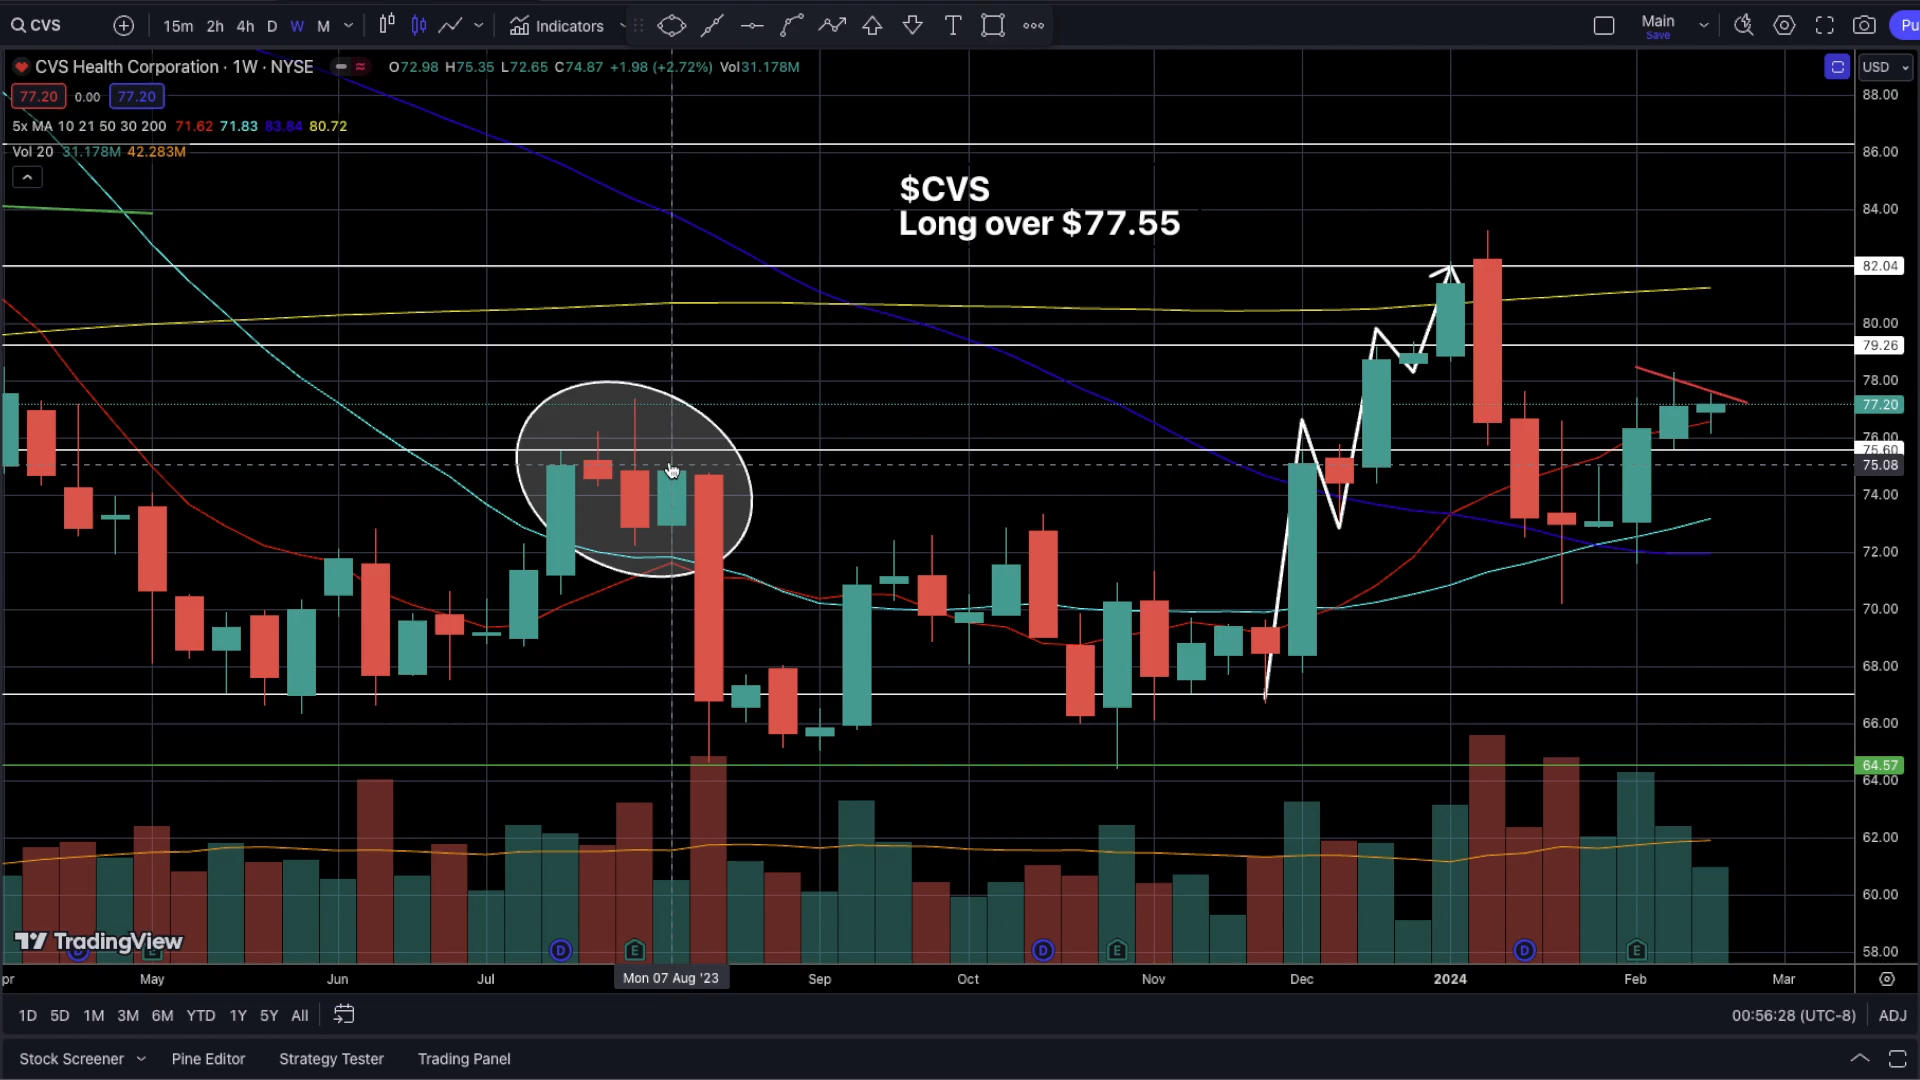 CVS 15m 2h 4h D W M Indicators Main Save Pu
CVS Health Corporation · 1W · NYSE O72.98 H75.35 L72.65 C74.87 +1.98 (+2.72%) Vol31.178M USD
77.20 0.00 77.20
5x MA 10 21 50 30 200 71.62 71.83 83.84 80.72
Vol 20 31.178M 42.283M
$CVS
Long over $77.55
88.00
86.00
84.00
82.04
80.00
79.26
78.00
77.20
76.00
75.60
75.08
74.00
72.00
70.00
68.00
66.00
64.57
64.00
62.00
60.00
58.00
TradingView
D E D E D E D E
pr May Jun Jul Mon 07 Aug '23 Sep Oct Nov Dec 2024 Feb Mar
1D 5D 1M 3M 6M YTD 1Y 5Y All 00:56:28 (UTC-8) ADJ
Stock Screener Pine Editor Strategy Tester Trading Panel